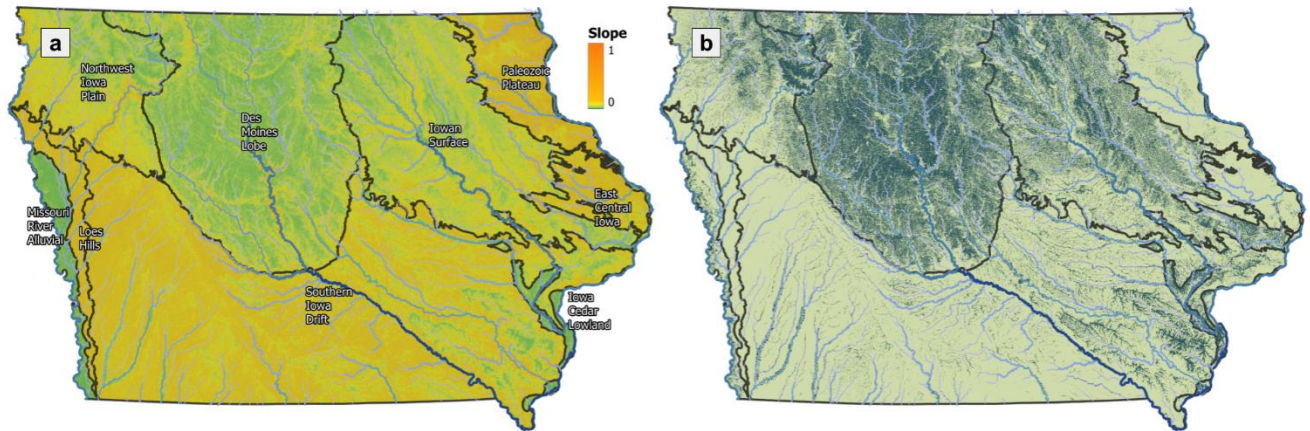 a
Slope
1
0
Northwest
Iowa
Plain
Paleozoic
Plateau
Des
Moines
Lobe
Iowan
Surface
East
Central
Iowa
Missouri
River
Alluvial
Loes
Hills
Southern
Iowa
Drift
Iowa
Cedar
Lowland
b